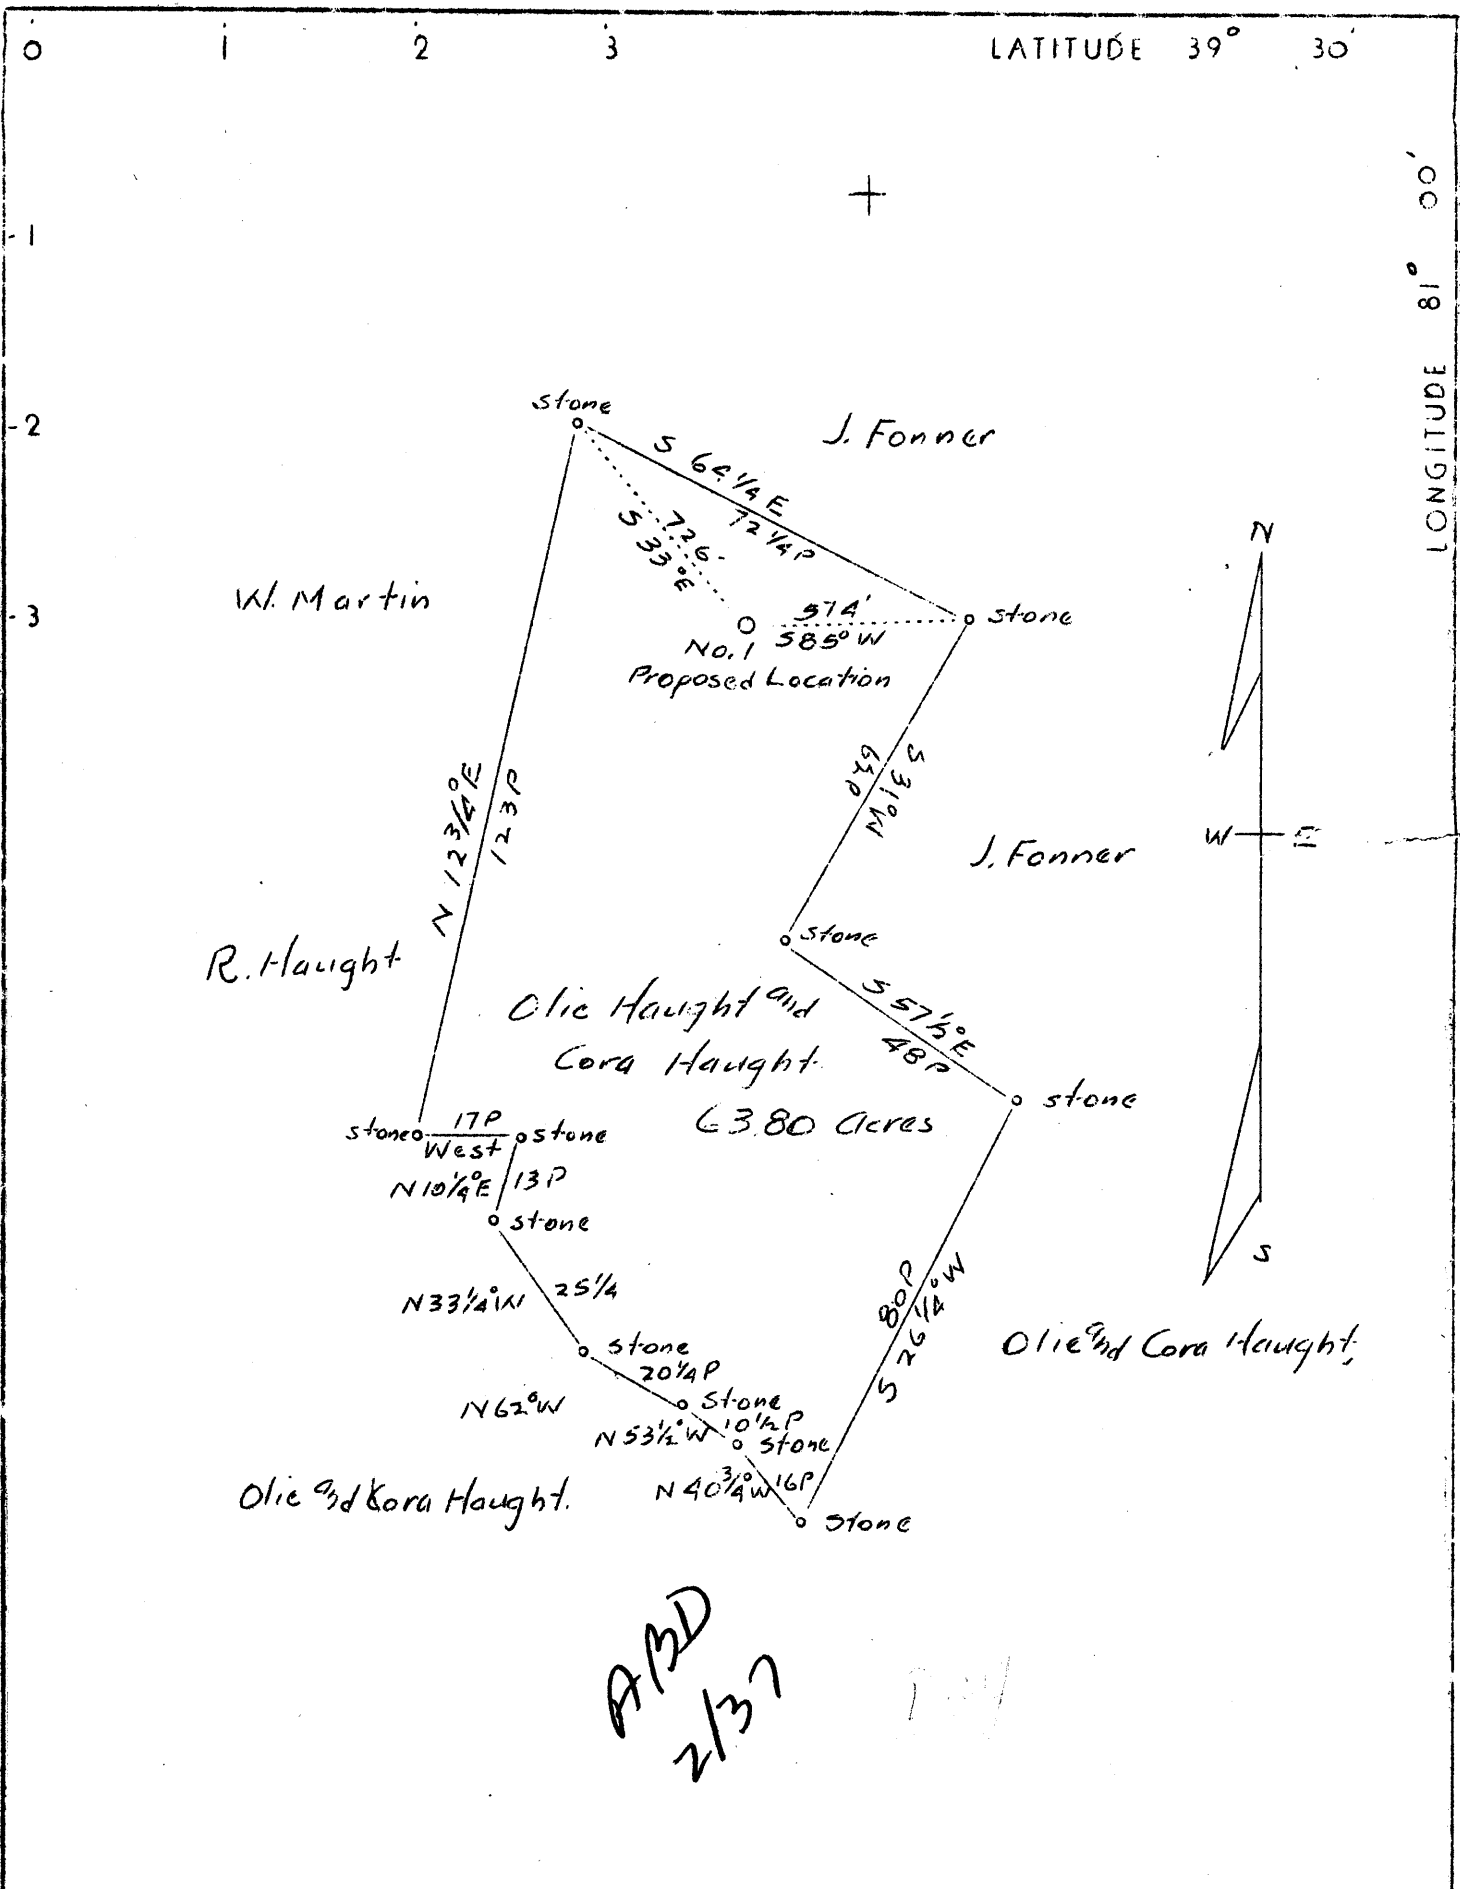 0 1 2 3 LATITUDE 39° 30'
LONGITUDE 81° 00'
-1
-2
-3
stone
J. Fonner
S 64 1/4 E
72 1/4 P
726'
S 33° E
W. Martin
574'
S 85° W
stone
No. 1
Proposed Location
S 31° W
N 12 3/4° E
123 P
N
W E
S
J. Fonner
stone
R. Haught
Olie Haught and
Cora Haught
63.80 Acres
S 57 1/2° E
48 P
stone
stone 17 P stone
West
N 10 1/4° E 13 P
stone
N 33 1/4° W 25 1/4
stone
20 1/4 P
N 62° W
stone
N 53 1/2° W 10 1/2 P
stone
N 40 3/4° W 16 P
stone
80 P
S 26 1/4° W
Olie and Cora Haught,
Olie and Kora Haught.
ABD
2/37